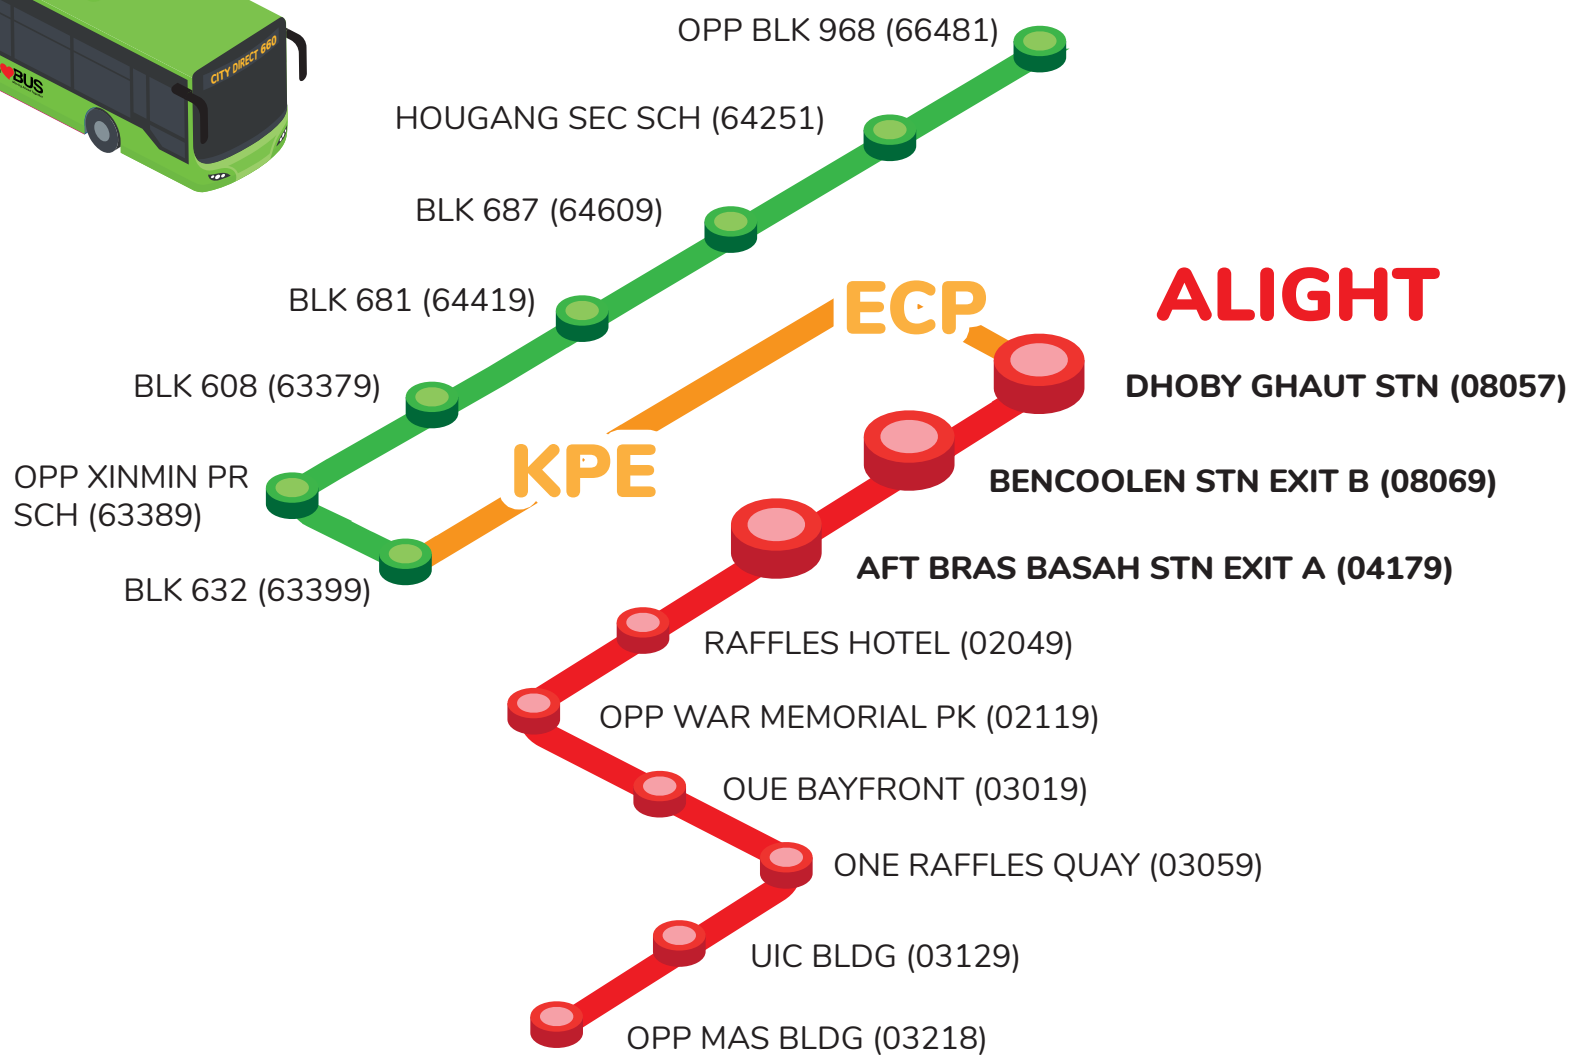 CITY DIRECT 660
BUS
OPP BLK 968 (66481)
HOUGANG SEC SCH (64251)
BLK 687 (64609)
BLK 681 (64419)
BLK 608 (63379)
OPP XINMIN PR
SCH (63389)
BLK 632 (63399)
KPE
ECP
ALIGHT
DHOBY GHAUT STN (08057)
BENCOOLEN STN EXIT B (08069)
AFT BRAS BASAH STN EXIT A (04179)
RAFFLES HOTEL (02049)
OPP WAR MEMORIAL PK (02119)
OUE BAYFRONT (03019)
ONE RAFFLES QUAY (03059)
UIC BLDG (03129)
OPP MAS BLDG (03218)